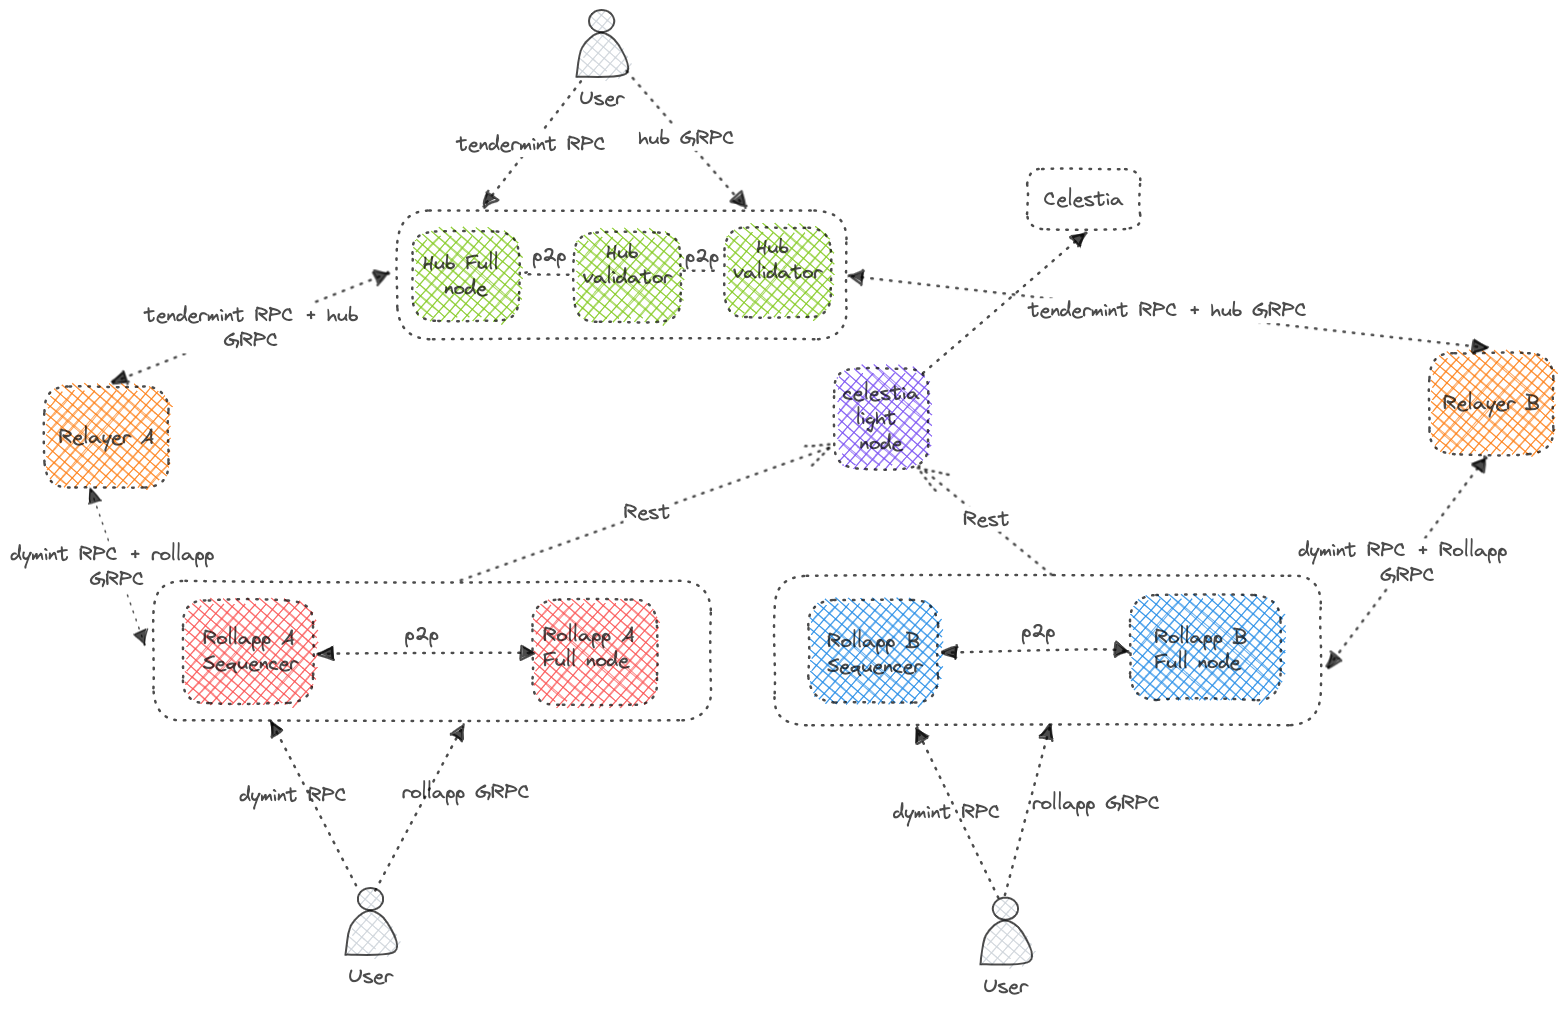 User
tendermint RPC
hub GRPC
Celestia
Hub Full
node
p2p
Hub
validator
p2p
Hub
validator
tendermint RPC + hub
GRPC
tendermint RPC + hub GRPC
Relayer A
celestia
light
node
Relayer B
Rest
Rest
dymint RPC + rollapp
GRPC
dymint RPC + Rollapp
GRPC
Rollapp A
Sequencer
p2p
Rollapp A
Full node
Rollapp B
Sequencer
p2p
Rollapp B
Full node
dymint RPC
rollapp GRPC
dymint RPC
rollapp GRPC
User
User